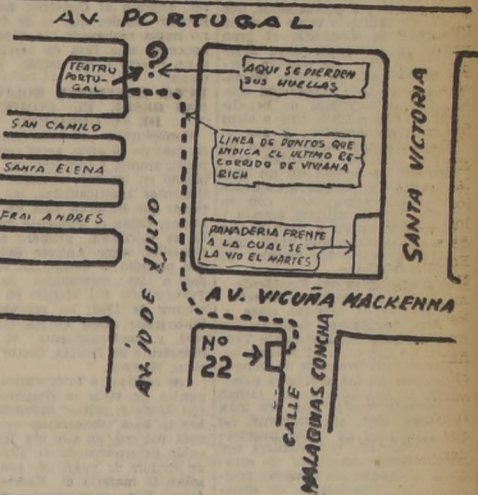 AV. PORTUGAL
TEATRO
PORTU-
GAL
?
AQUI SE PIERDEN
SUS HUELLAS
SAN CAMILO
LINEA DE PUNTOS QUE
INDICA EL ULTIMO RE-
CORRIDO DE VIVIANA
RICH
SANTA ELENA
FRAI ANDRES
PANADERIA FRENTE
A LA CUAL SE
LA VIO EL MARTES
SANTA VICTORIA
AV. 10 DE JULIO
AV. VICUÑA MACKENNA
Nº
22
CALLE
MALAQUIAS CONCHA